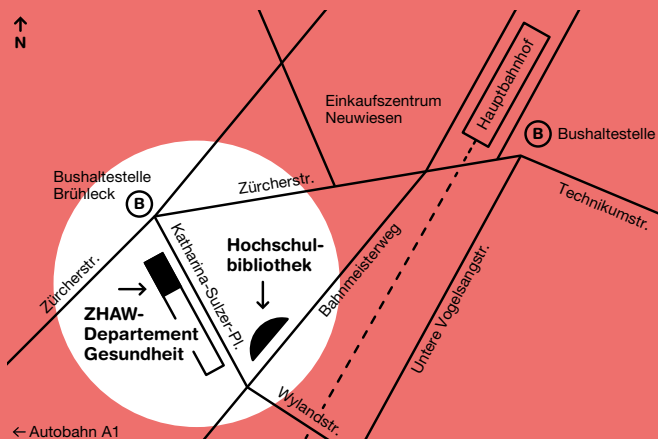 N
Einkaufszentrum
Neuwiesen
Hauptbahnhof
B
Bushaltestelle
Bushaltestelle
Brühleck
B
Zürcherstr.
Technikumstr.
Zürcherstr.
Katharina-Sulzer-Pl.
Hochschul-
bibliothek
Bahnmeisterweg
Untere Vogelsangstr.
ZHAW-
Departement
Gesundheit
Wylandstr.
← Autobahn A1